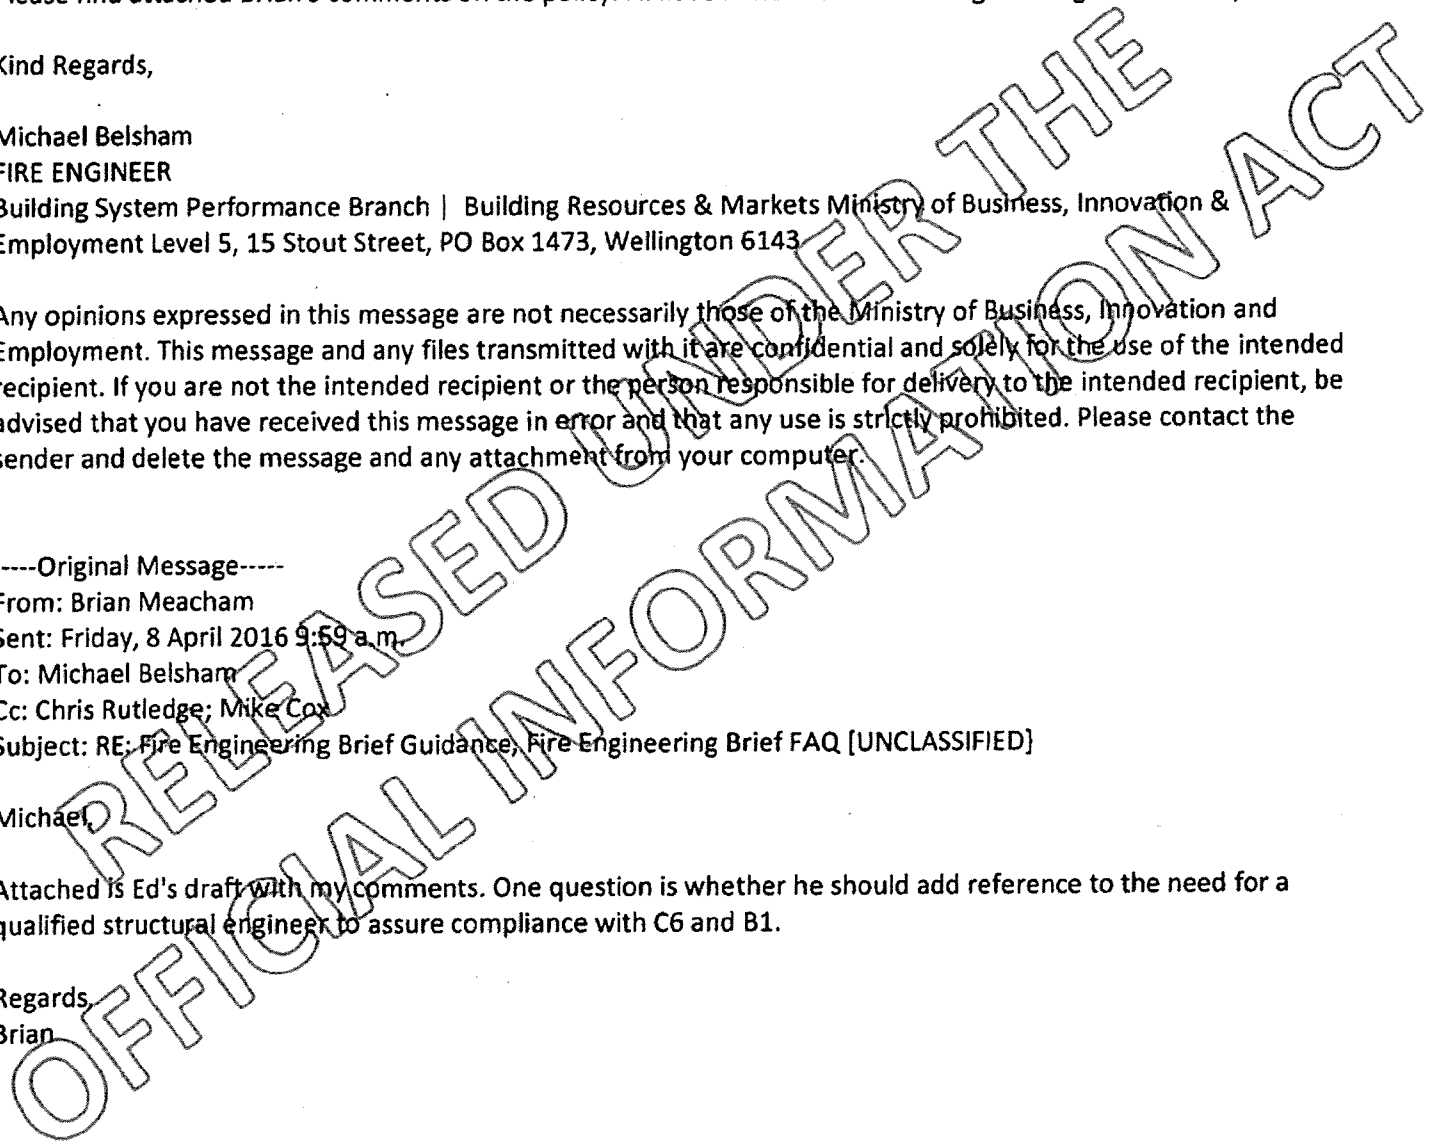 Kind Regards,
Michael Belsham
FIRE ENGINEER
Building System Performance Branch | Building Resources & Markets Ministry of Business, Innovation &
Employment Level 5, 15 Stout Street, PO Box 1473, Wellington 6143
Any opinions expressed in this message are not necessarily those of the Ministry of Business, Innovation and
Employment. This message and any files transmitted with it are confidential and solely for the use of the intended
recipient. If you are not the intended recipient or the person responsible for delivery to the intended recipient, be
advised that you have received this message in error and that any use is strictly prohibited. Please contact the
sender and delete the message and any attachment from your computer.
-----Original Message-----
From: Brian Meacham
Sent: Friday, 8 April 2016 9:59 a.m.
To: Michael Belsham
Cc: Chris Rutledge; Mike Cox
Subject: RE: Fire Engineering Brief Guidance, Fire Engineering Brief FAQ [UNCLASSIFIED]
Michael,
Attached is Ed's draft with my comments. One question is whether he should add reference to the need for a
qualified structural engineer to assure compliance with C6 and B1.
Regards,
Brian
RELEASED UNDER THE
OFFICIAL INFORMATION ACT